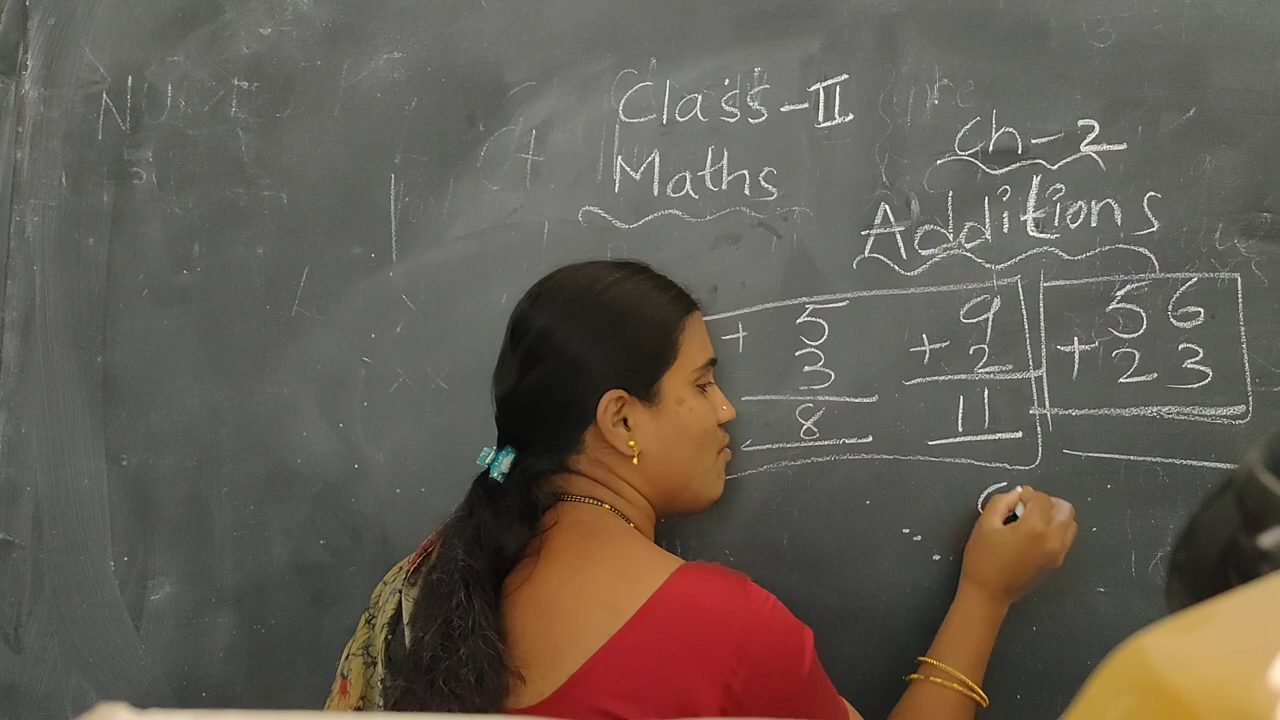 Class-II
Maths
Ch-2
Additions
+ 5
3
8
9
+ 2
11
56
+ 23